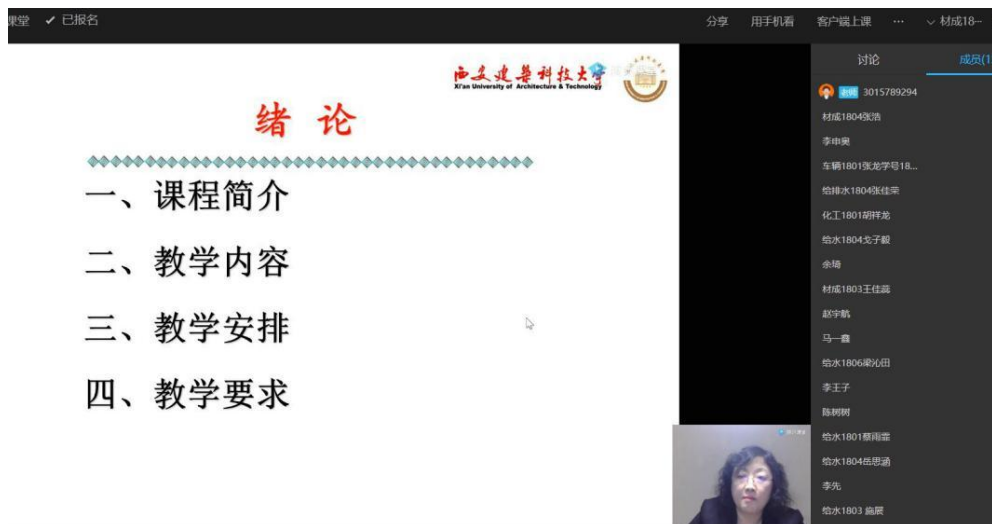 课堂 ✓ 已报名
分享 用手机看 客户端上课 ··· 材成18--
讨论 成员(1
西安建筑科技大学
Xi'an University of Architecture & Technology
绪 论
一、课程简介
二、教学内容
三、教学安排
四、教学要求
老师 3015789294
材成1804张浩
李申奥
车辆1801张龙学号18...
给排水1804张佳荣
化工1801胡祥龙
给水1804戈子毅
余琦
材成1803王佳蕊
赵宇航
马一鑫
给水1806梁沁田
李王子
陈树树
给水1801蔡雨霏
给水1804岳思涵
李先
给水1803 施展